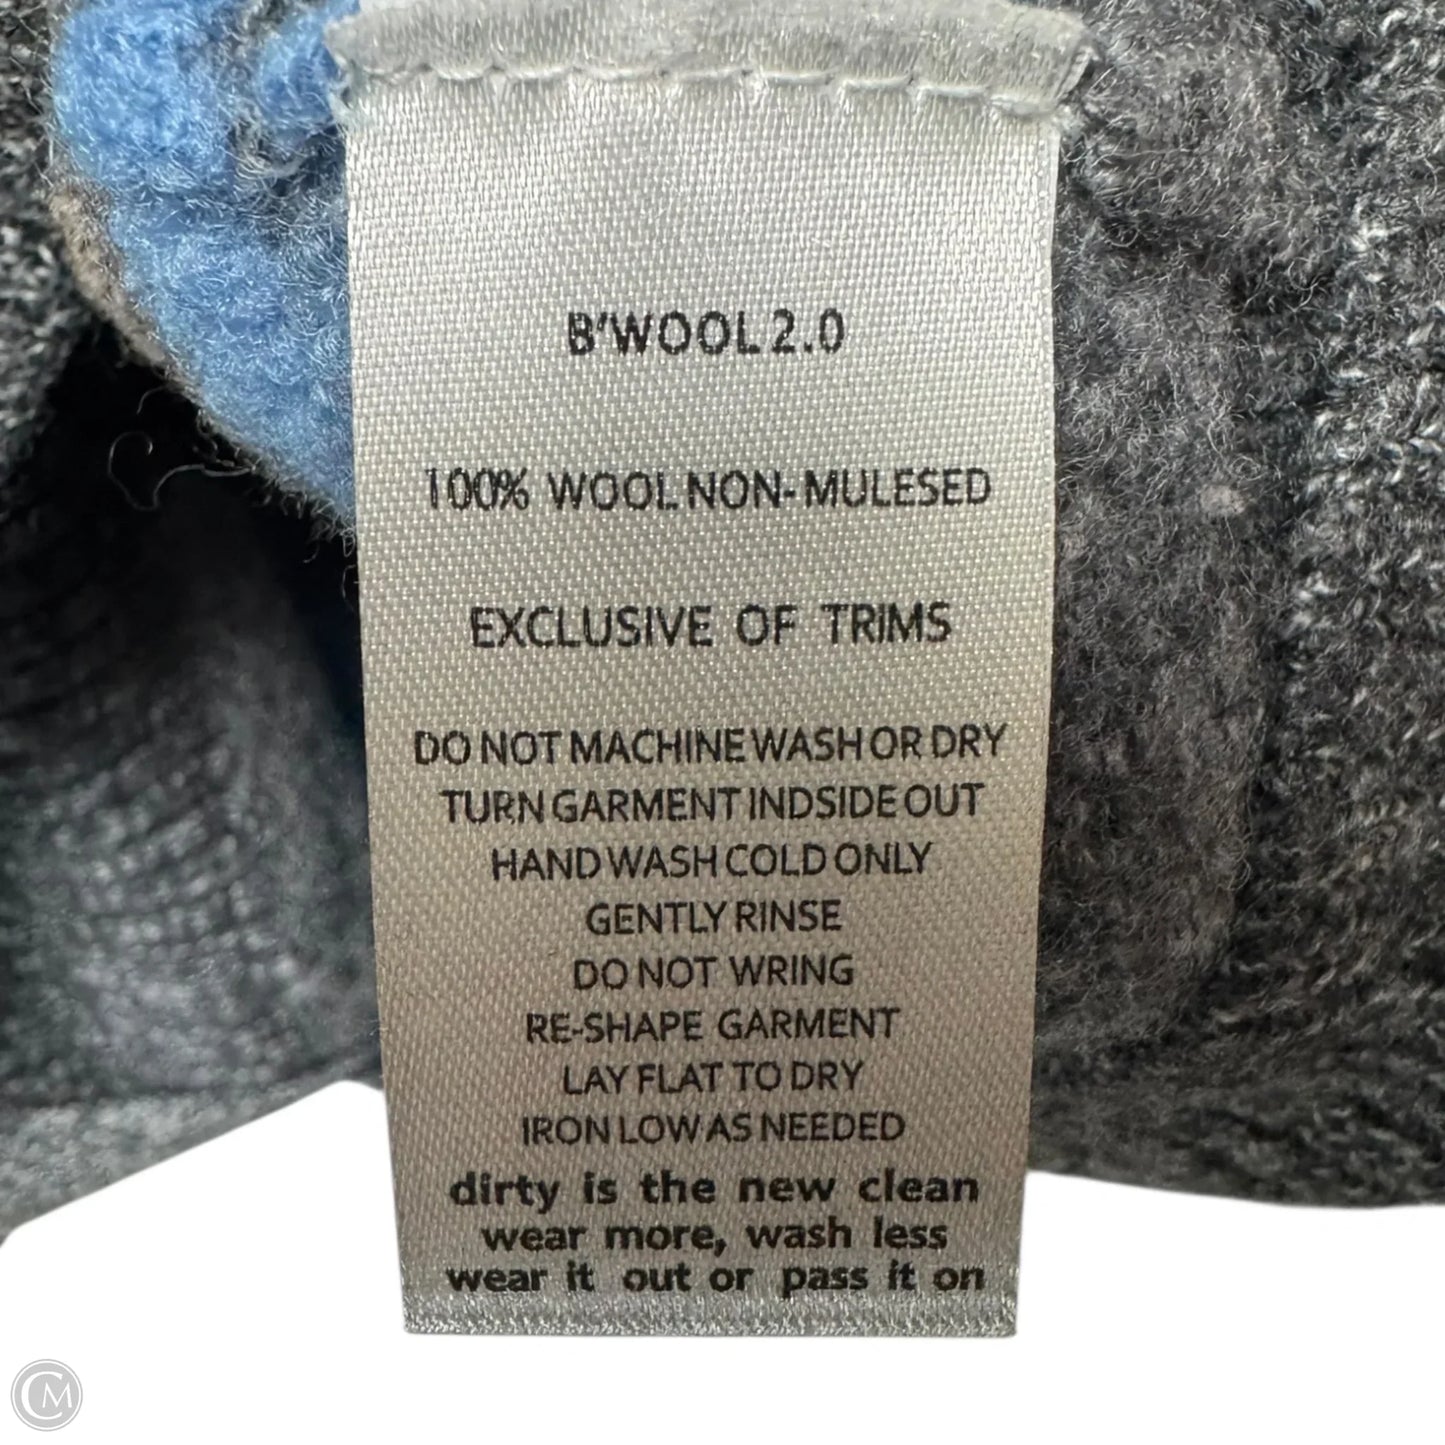 B'WOOL2.0
100% WOOL NON-MULESED
EXCLUSIVE OF TRIMS
DO NOT MACHINE WASH OR DRY
TURN GARMENT INDSIDE OUT
HAND WASH COLD ONLY
GENTLY RINSE
DO NOT WRING
RE-SHAPE GARMENT
LAY FLAT TO DRY
IRON LOW AS NEEDED
dirty is the new clean
wear more, wash less
wear it out or pass it on
CM